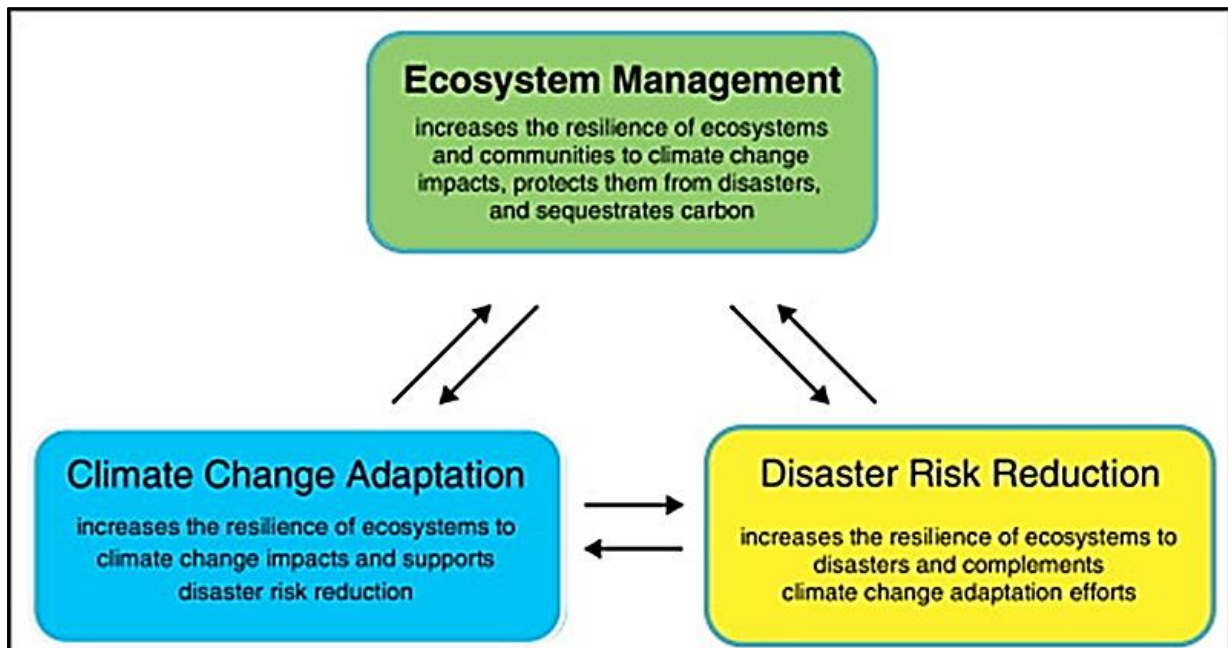 Ecosystem Management
increases the resilience of ecosystems
and communities to climate change
impacts, protects them from disasters,
and sequestrates carbon
Climate Change Adaptation
increases the resilience of ecosystems to
climate change impacts and supports
disaster risk reduction
Disaster Risk Reduction
increases the resilience of ecosystems to
disasters and complements
climate change adaptation efforts